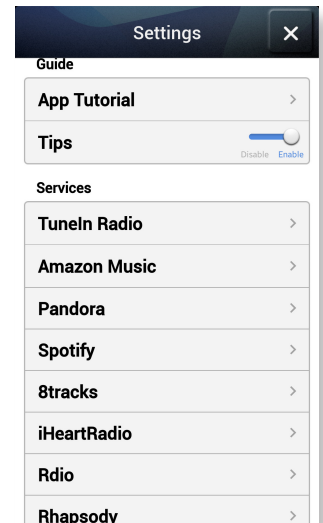 Settings
Guide
App Tutorial
Tips
Disable Enable
Services
TuneIn Radio
Amazon Music
Pandora
Spotify
8tracks
iHeartRadio
Rdio
Rhapsody